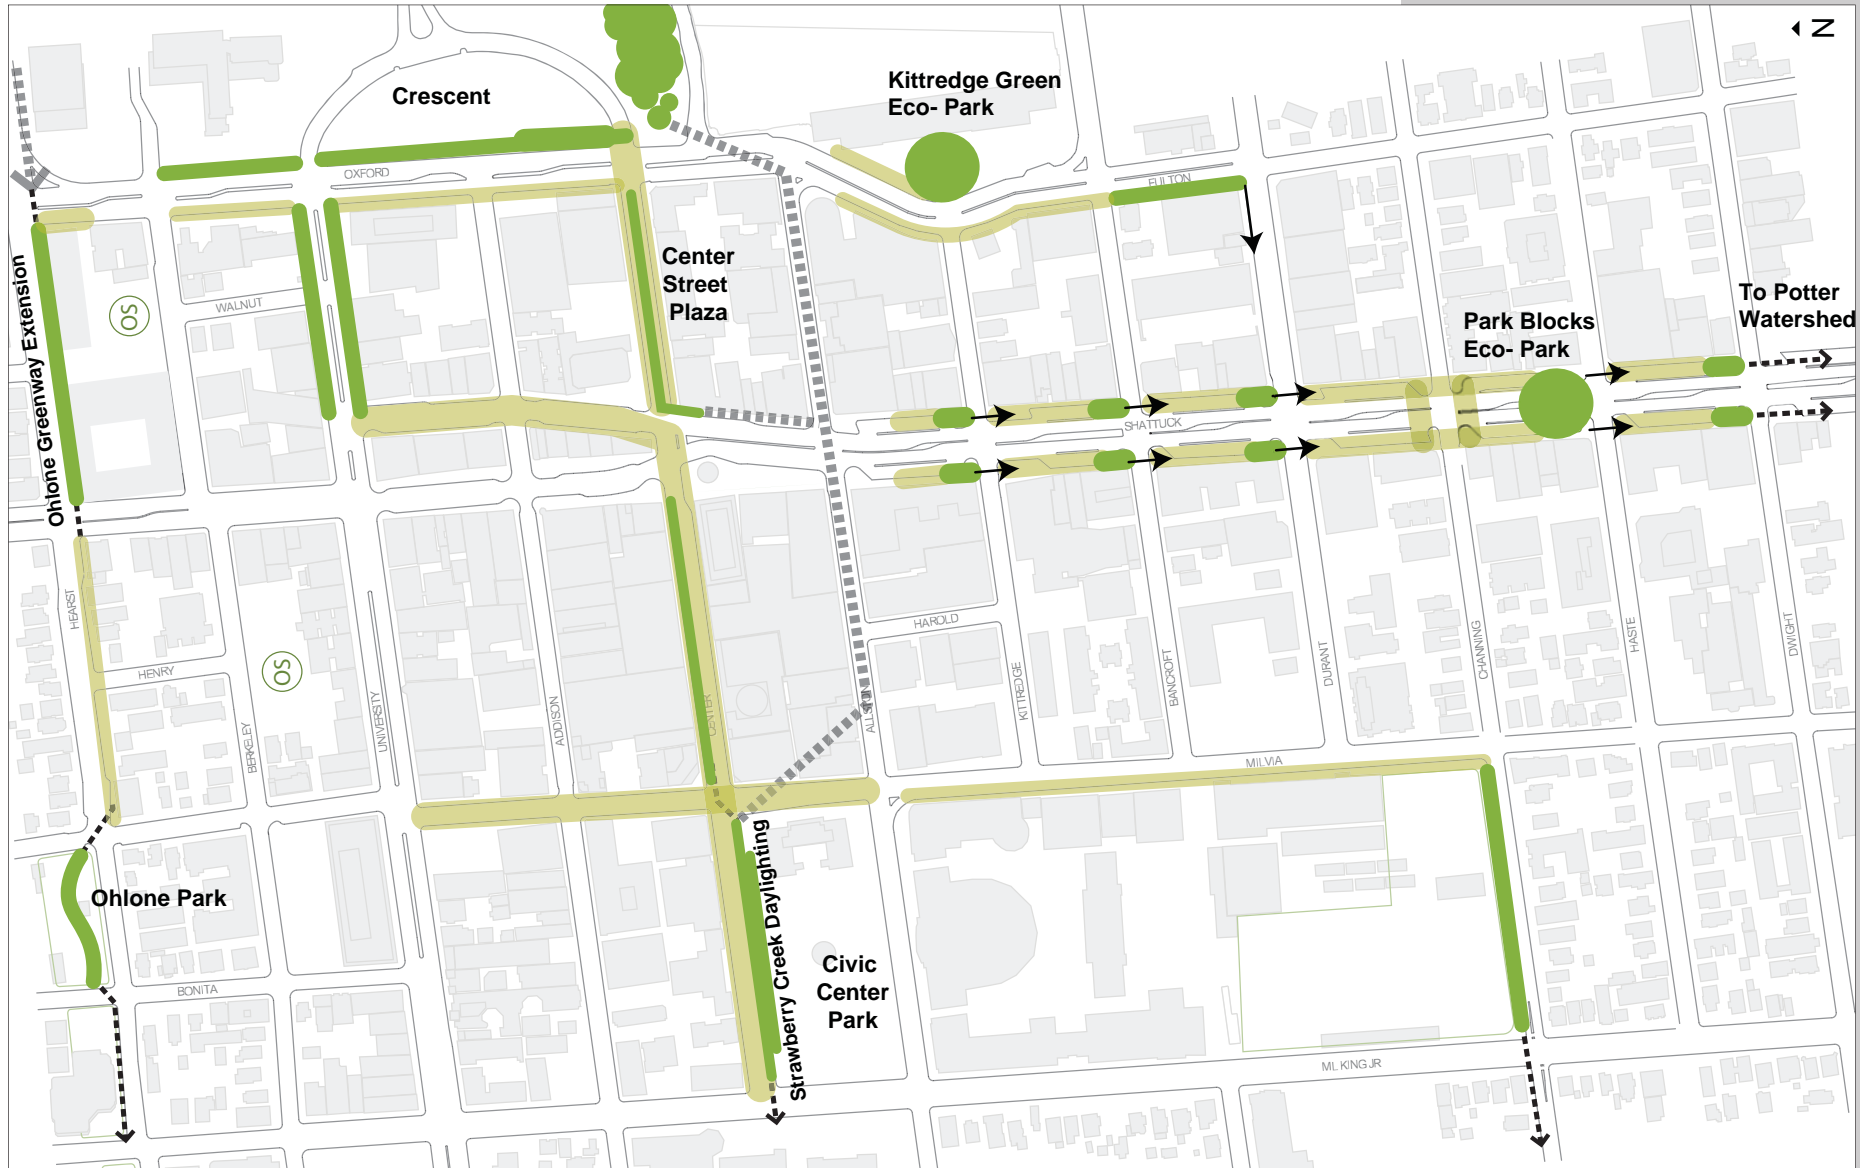 N
Crescent
Kittredge Green
Eco- Park
OXFORD
FULTON
Center
Street
Plaza
Ohlone Greenway Extension
OS
WALNUT
To Potter
Watershed
Park Blocks
Eco- Park
SHATTUCK
HEARST
HENRY
OS
BERKELEY
UNIVERSITY
ADDISON
CENTER
ALLSTON
HAROLD
KITTREDGE
BANCROFT
DURANT
CHANNING
HASTE
DWIGHT
MILVIA
Ohlone Park
BONITA
Strawberry Creek Daylighting
Civic
Center
Park
ML KING JR